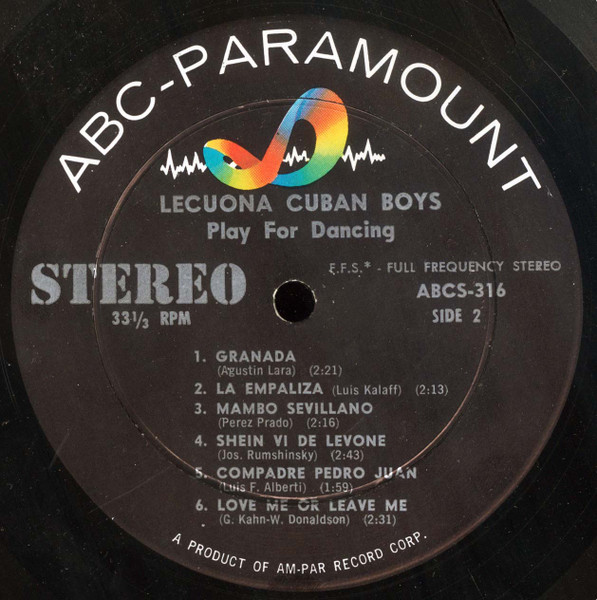 ABC-PARAMOUNT
LECUONA CUBAN BOYS
Play For Dancing
STEREO
33 1/3 RPM
F.F.S.* - FULL FREQUENCY STEREO
ABCS-316
SIDE 2
1. GRANADA
(Agustin Lara) (2:21)
2. LA EMPALIZA (Luis Kalaff) (2:13)
3. MAMBO SEVILLANO
(Perez Prado) (2:16)
4. SHEIN VI DE LEVONE
(Jos. Rumshinsky) (2:43)
5. COMPADRE PEDRO JUAN
(Luis F. Alberti) (1:59)
6. LOVE ME OR LEAVE ME
(G. Kahn-W. Donaldson) (2:31)
A PRODUCT OF AM-PAR RECORD CORP.